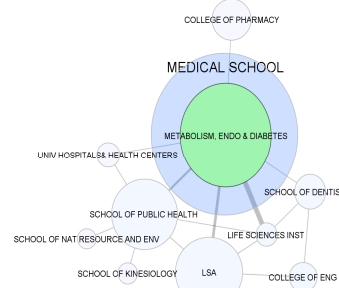 COLLEGE OF PHARMACY
MEDICAL SCHOOL
METABOLISM, ENDO & DIABETES
UNIV HOSPITALS& HEALTH CENTERS
SCHOOL OF DENTIS
SCHOOL OF PUBLIC HEALTH
LIFE SCIENCES INST
SCHOOL OF NAT RESOURCE AND ENV
SCHOOL OF KINESIOLOGY
LSA
COLLEGE OF ENG